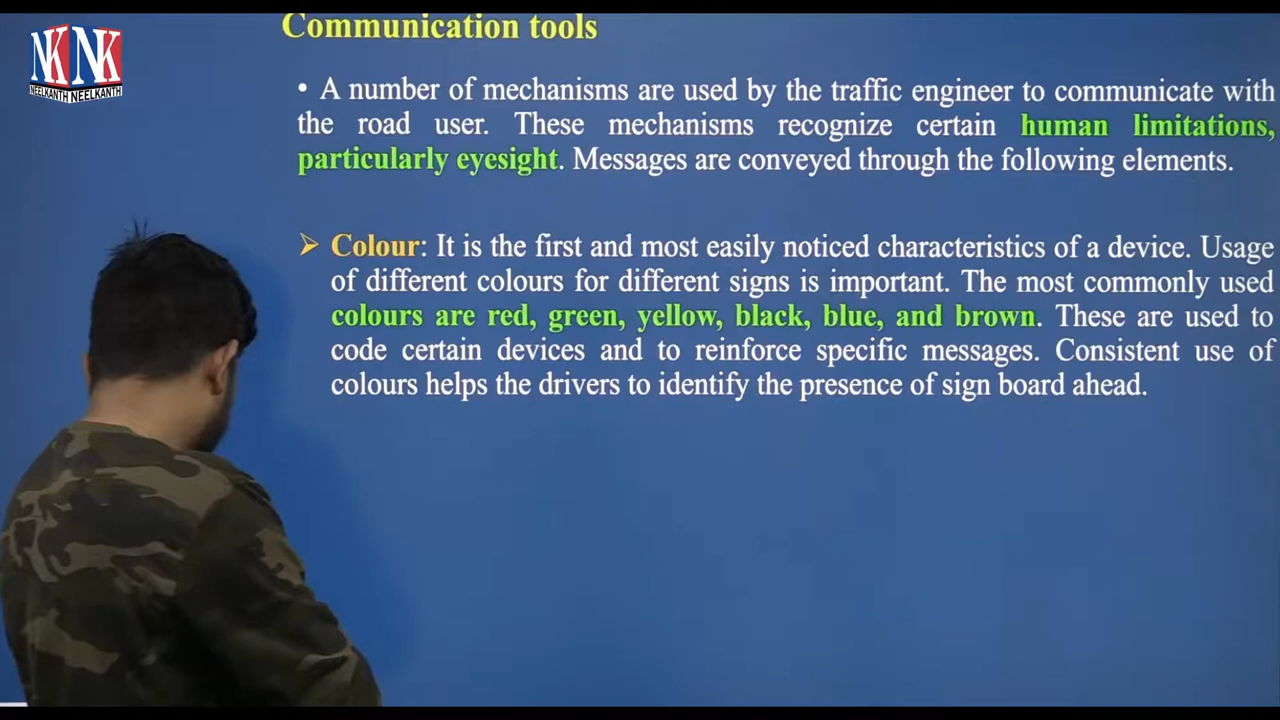 NKNK
NEELKANTH NEELKANTH
Communication tools
• A number of mechanisms are used by the traffic engineer to communicate with
the road user. These mechanisms recognize certain human limitations,
particularly eyesight. Messages are conveyed through the following elements.
➢ Colour: It is the first and most easily noticed characteristics of a device. Usage
of different colours for different signs is important. The most commonly used
colours are red, green, yellow, black, blue, and brown. These are used to
code certain devices and to reinforce specific messages. Consistent use of
colours helps the drivers to identify the presence of sign board ahead.